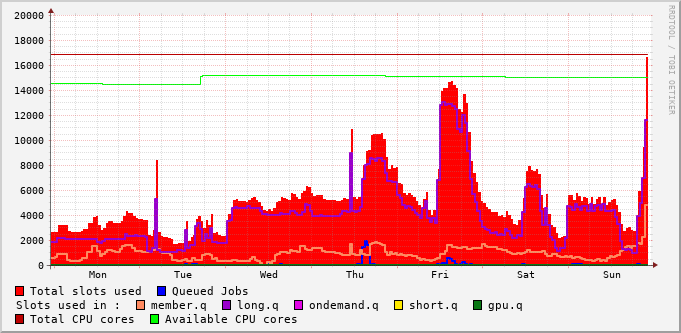 20000
18000
16000
14000
12000
10000
8000
6000
4000
2000
0
Mon Tue Wed Thu Fri Sat Sun
RRDTOOL / TOBI OETIKER
Total slots used Queued Jobs
Slots used in : member.q long.q ondemand.q short.q gpu.q
Total CPU cores Available CPU cores